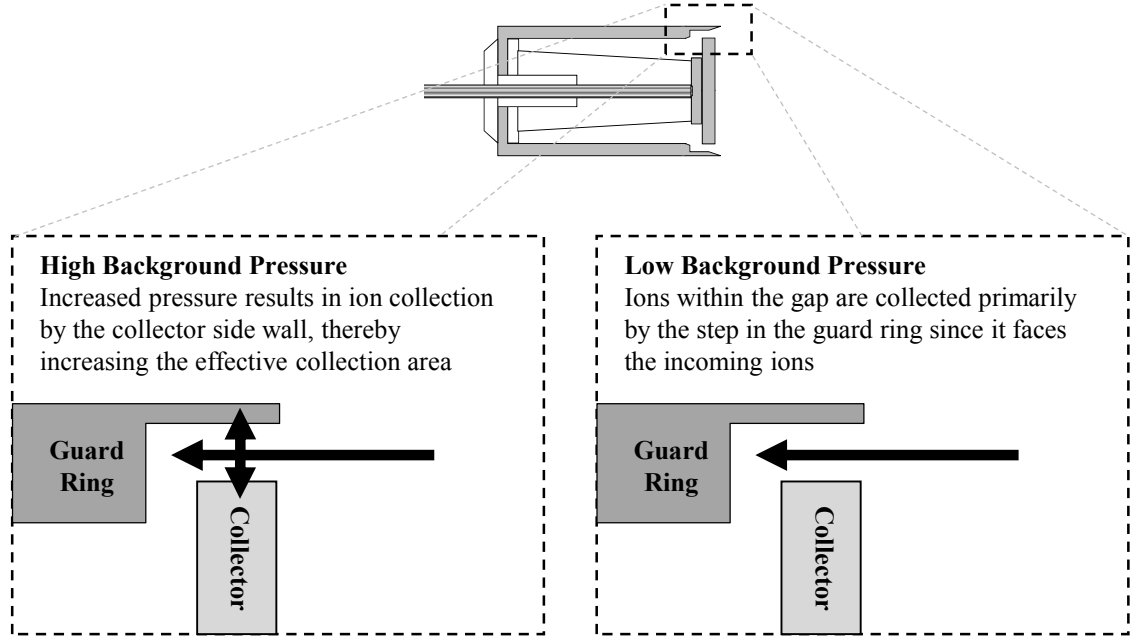 High Background Pressure
Increased pressure results in ion collection
by the collector side wall, thereby
increasing the effective collection area
Guard
Ring
Collector
Low Background Pressure
Ions within the gap are collected primarily
by the step in the guard ring since it faces
the incoming ions
Guard
Ring
Collector